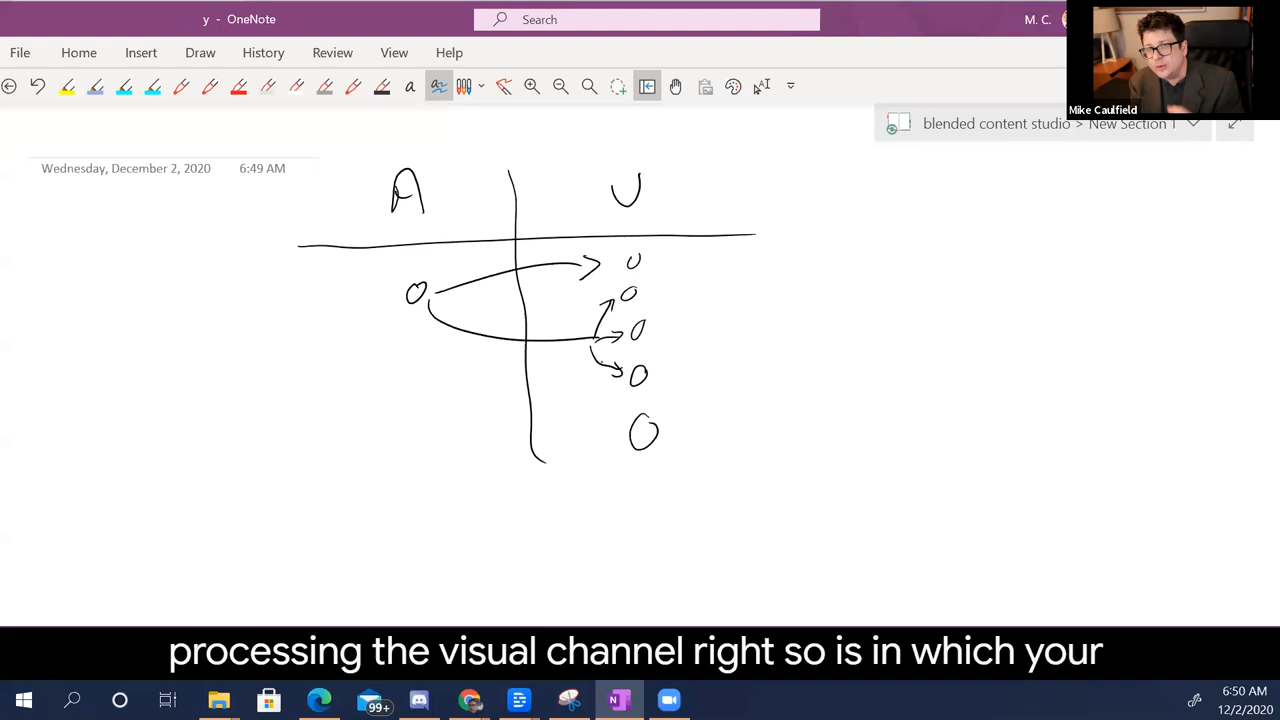 y - OneNote
Search
M. C.
File Home Insert Draw History Review View Help
Mike Caulfield
blended content studio > New Section 1
Wednesday, December 2, 2020 6:49 AM
A V
O O
O
O
O
O
processing the visual channel right so is in which your
99+
6:50 AM
12/2/2020